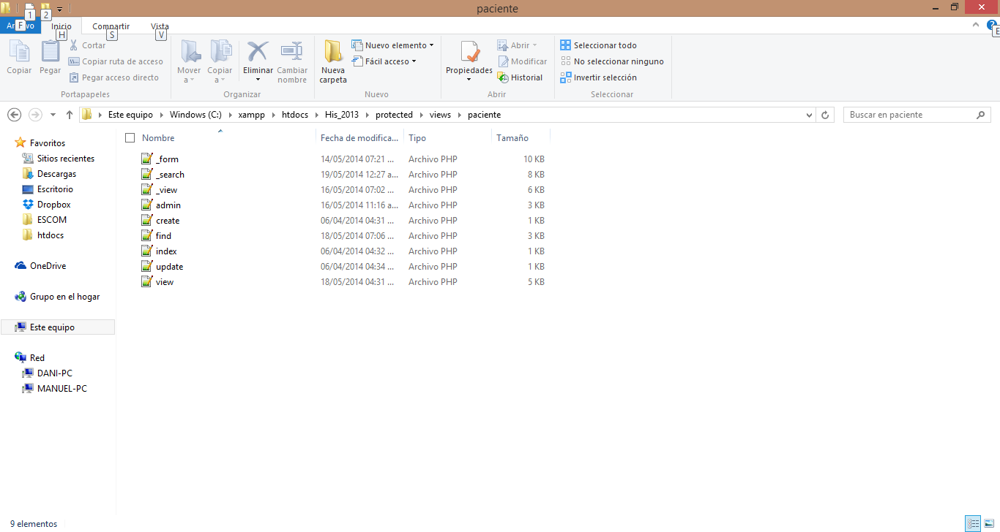 paciente
1 2
Ar vo Inicio Compartir Vista
F H S V E
Copiar Pegar Cortar
Copiar ruta de acceso
Pegar acceso directo
Portapapeles
Mover a Copiar a Eliminar Cambiar nombre
Organizar
Nueva carpeta Nuevo elemento
Fácil acceso
Nuevo
Propiedades Abrir
Modificar
Historial
Abrir
Seleccionar todo
No seleccionar ninguno
Invertir selección
Seleccionar
Este equipo Windows (C:) xampp htdocs His_2013 protected views paciente
Buscar en paciente
Favoritos
Sitios recientes
Descargas
Escritorio
Dropbox
ESCOM
htdocs
OneDrive
Grupo en el hogar
Este equipo
Red
DANI-PC
MANUEL-PC
Nombre Fecha de modifica... Tipo Tamaño
_form 14/05/2014 07:21 ... Archivo PHP 10 KB
_search 19/05/2014 12:27 a... Archivo PHP 8 KB
_view 16/05/2014 07:02 ... Archivo PHP 6 KB
admin 16/05/2014 11:16 a... Archivo PHP 3 KB
create 06/04/2014 04:31 ... Archivo PHP 1 KB
find 18/05/2014 07:06 ... Archivo PHP 3 KB
index 06/04/2014 04:32 ... Archivo PHP 1 KB
update 06/04/2014 04:34 ... Archivo PHP 1 KB
view 18/05/2014 04:31 ... Archivo PHP 5 KB
9 elementos